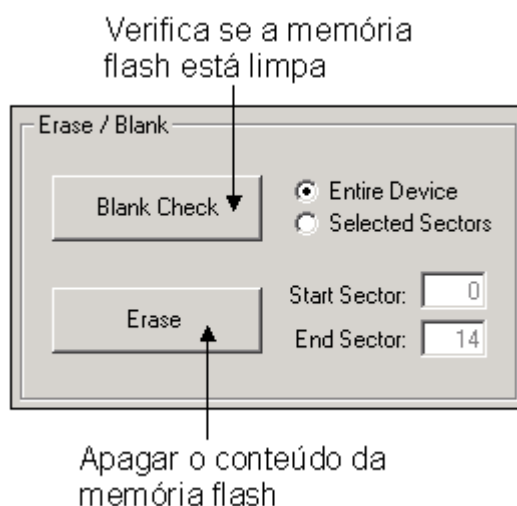 Verifica se a memória
flash está limpa
Erase / Blank
Blank Check
Entire Device
Selected Sectors
Erase
Start Sector: 0
End Sector: 14
Apagar o conteúdo da
memória flash